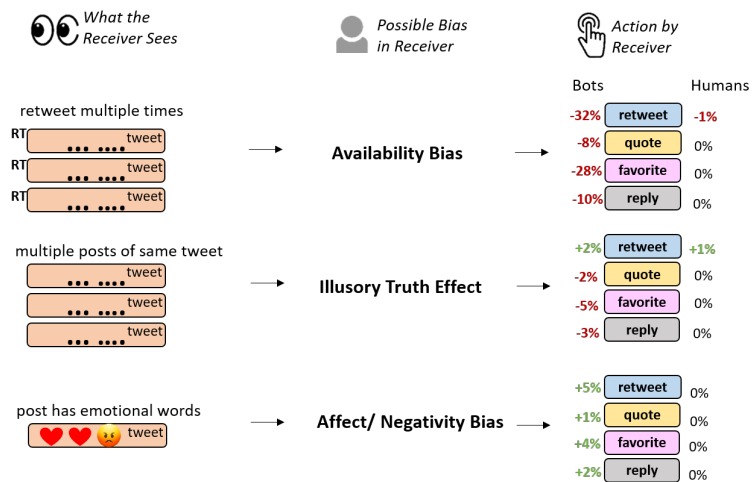 What the
Receiver Sees
Possible Bias
in Receiver
Action by
Receiver
Bots
Humans
retweet multiple times
RT
tweet
RT
tweet
RT
tweet
Availability Bias
-32%
retweet
-1%
-8%
quote
0%
-28%
favorite
0%
-10%
reply
0%
multiple posts of same tweet
tweet
tweet
tweet
Illusory Truth Effect
+2%
retweet
+1%
-2%
quote
0%
-5%
favorite
0%
-3%
reply
0%
post has emotional words
tweet
Affect/ Negativity Bias
+5%
retweet
0%
+1%
quote
0%
+4%
favorite
0%
+2%
reply
0%